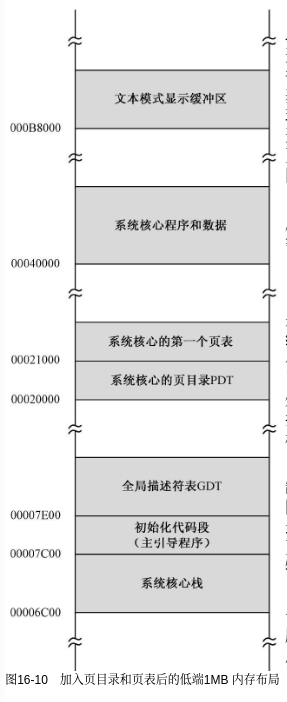 文本模式显示缓冲区
000B8000
系统核心程序和数据
00040000
系统核心的第一个页表
00021000
系统核心的页目录PDT
00020000
全局描述符表GDT
00007E00
初始化代码段
（主引导程序）
00007C00
系统核心栈
00006C00
图16-10 加入页目录和页表后的低端1MB 内存布局